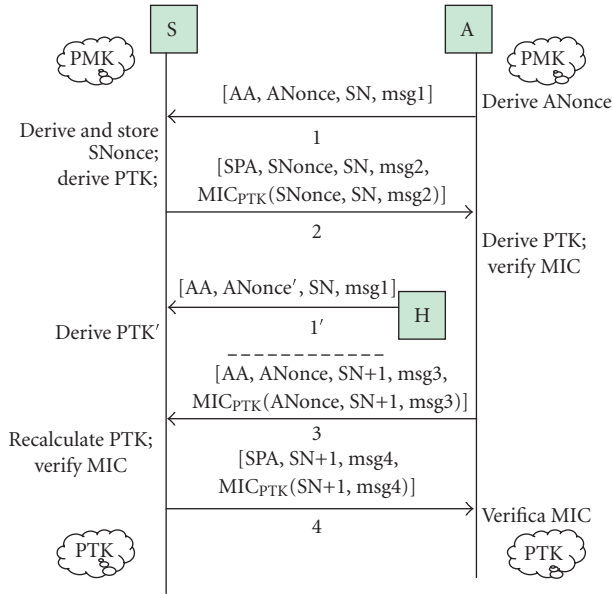 S
A
PMK
PMK
[AA, ANonce, SN, msg1]
Derive ANonce
1
Derive and store
SNonce;
derive PTK;
[SPA, SNonce, SN, msg2,
MIC_PTK(SNonce, SN, msg2)]
2
Derive PTK;
verify MIC
[AA, ANonce′, SN, msg1]
H
1′
Derive PTK′
[AA, ANonce, SN+1, msg3,
MIC_PTK(ANonce, SN+1, msg3)]
3
Recalculate PTK;
verify MIC
[SPA, SN+1, msg4,
MIC_PTK(SN+1, msg4)]
4
Verifica MIC
PTK
PTK